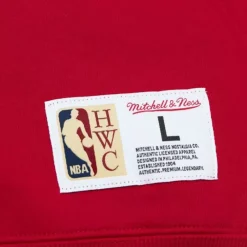 Mitchell & Ness
HWC
NBA
L
MITCHELL & NESS NOSTALGIA CO.
AUTHENTIC LICENSED APPAREL
DESIGNED IN PHILADELPHIA, PA.
ESTABLISHED 1904
AUTHENTIC, PREMIUM, LEGENDARY.